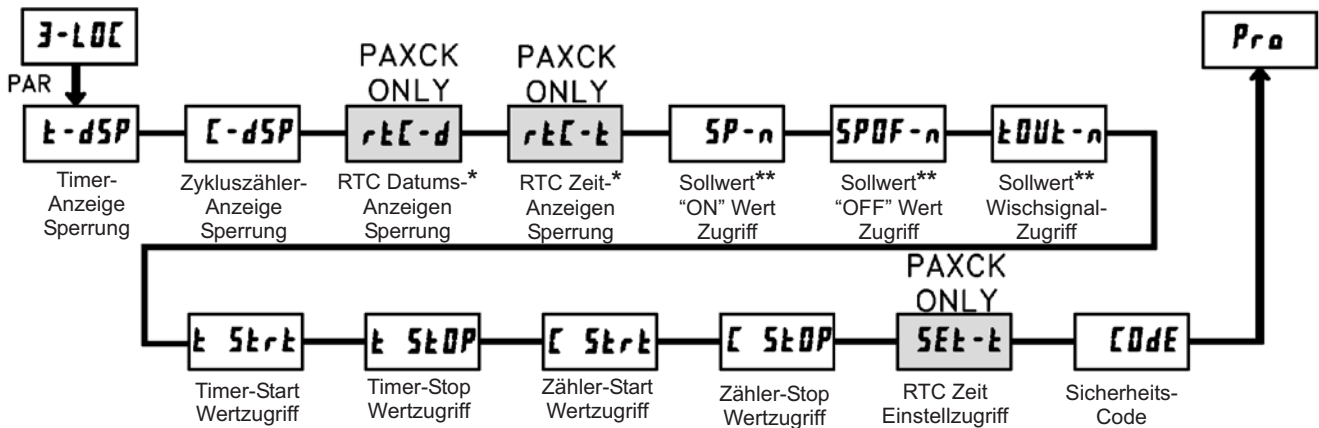 3-LOC
Pro
PAR
PAXCK
ONLY
PAXCK
ONLY
t-dSP
C-dSP
rtC-d
rtC-t
SP-n
SPOF-n
tOUt-n
Timer-
Anzeige
Sperrung
Zykluszähler-
Anzeige
Sperrung
RTC Datums-*
Anzeigen
Sperrung
RTC Zeit-*
Anzeigen
Sperrung
Sollwert**
“ON” Wert
Zugriff
Sollwert**
“OFF” Wert
Zugriff
Sollwert**
Wischsignal-
Zugriff
PAXCK
ONLY
t Strt
t StOP
C Strt
C StOP
SEt-t
COdE
Timer-Start
Wertzugriff
Timer-Stop
Wertzugriff
Zähler-Start
Wertzugriff
Zähler-Stop
Wertzugriff
RTC Zeit
Einstellzugriff
Sicherheits-
Code